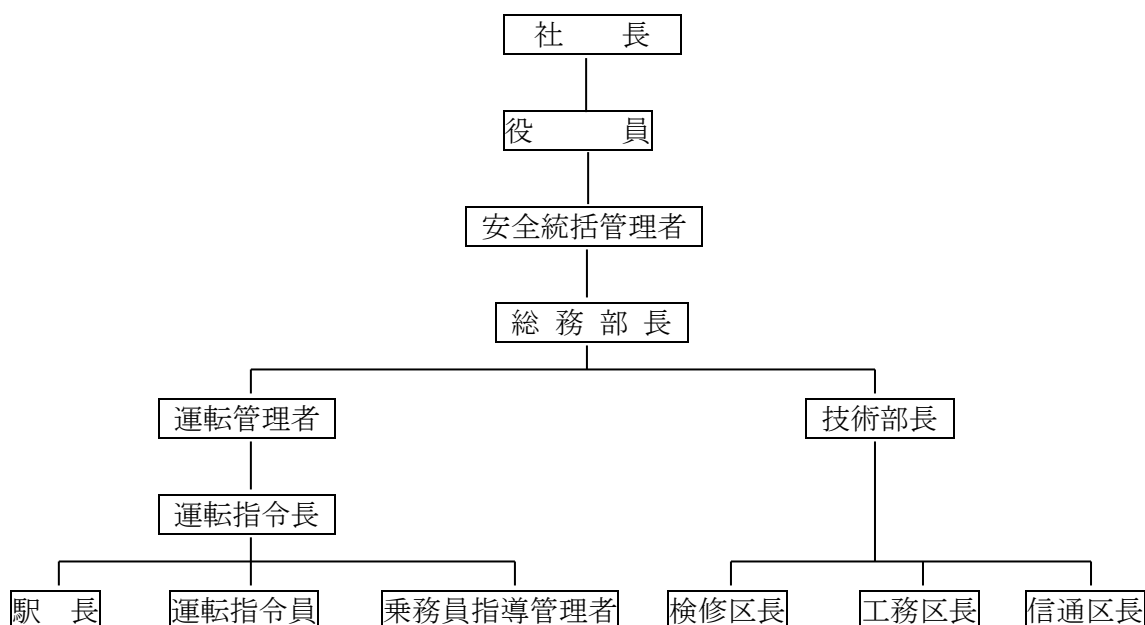 社　　長
役　　　員
安全統括管理者
総 務 部 長
運転管理者
技術部長
運転指令長
駅　長
運転指令員
乗務員指導管理者
検修区長
工務区長
信通区長